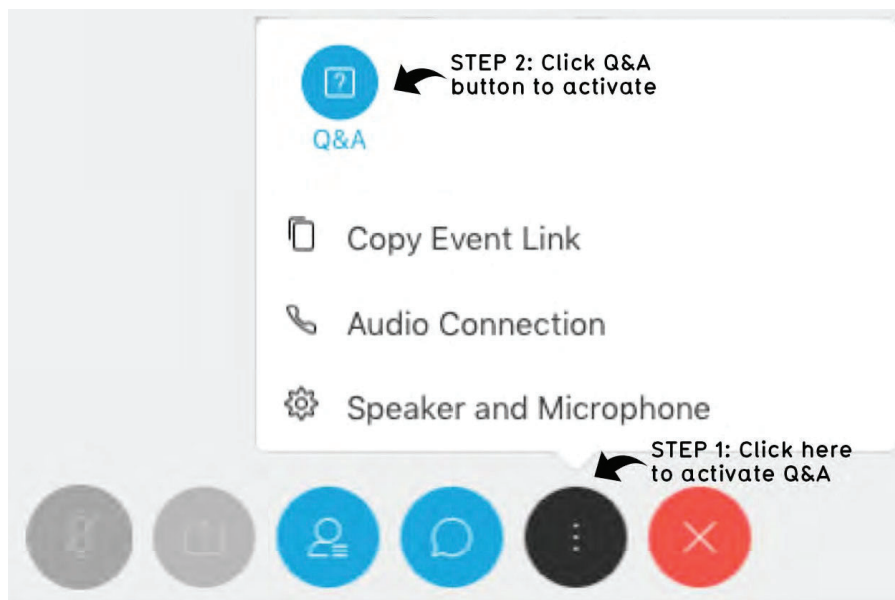 STEP 2: Click Q&A
button to activate
?
Q&A
Copy Event Link
Audio Connection
Speaker and Microphone
STEP 1: Click here
to activate Q&A